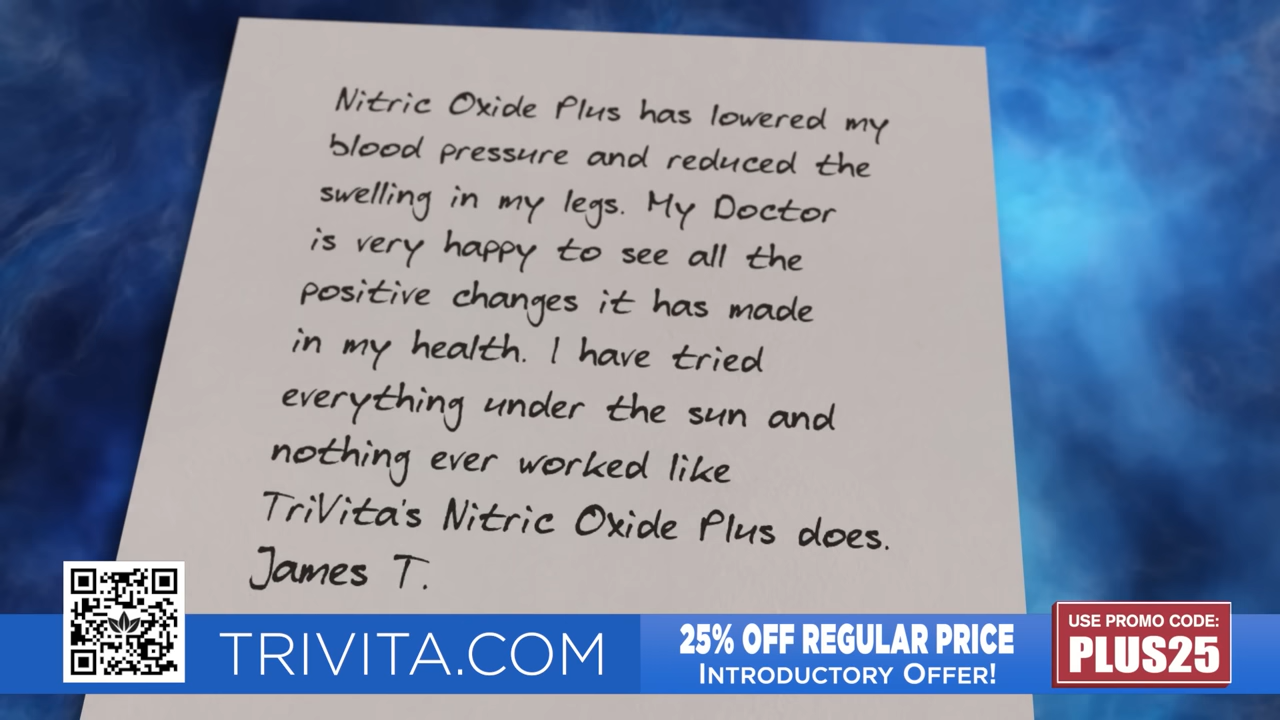 Nitric Oxide Plus has lowered my
blood pressure and reduced the
swelling in my legs. My Doctor
is very happy to see all the
positive changes it has made
in my health. I have tried
everything under the sun and
nothing ever worked like
TriVita's Nitric Oxide Plus does.
James T.
TRIVITA.COM
25% OFF REGULAR PRICE
INTRODUCTORY OFFER!
USE PROMO CODE:
PLUS25